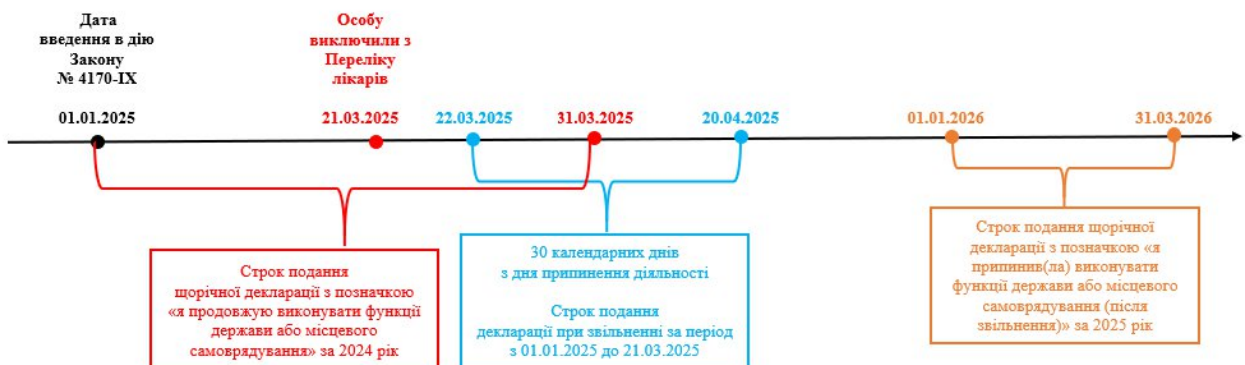 Дата
введення в дію
Закону
№ 4170-ІХ
Особу
виключили з
Переліку
лікарів
01.01.2025
21.03.2025
22.03.2025
31.03.2025
20.04.2025
01.01.2026
31.03.2026
Строк подання
щорічної декларації з позначкою
«я продовжую виконувати функції
держави або місцевого
самоврядування» за 2024 рік
30 календарних днів
з дня припинення діяльності
Строк подання
декларації при звільненні за період
з 01.01.2025 до 21.03.2025
Строк подання щорічної
декларації з позначкою «я
припинив(ла) виконувати
функції держави або місцевого
самоврядування (після
звільнення)» за 2025 рік